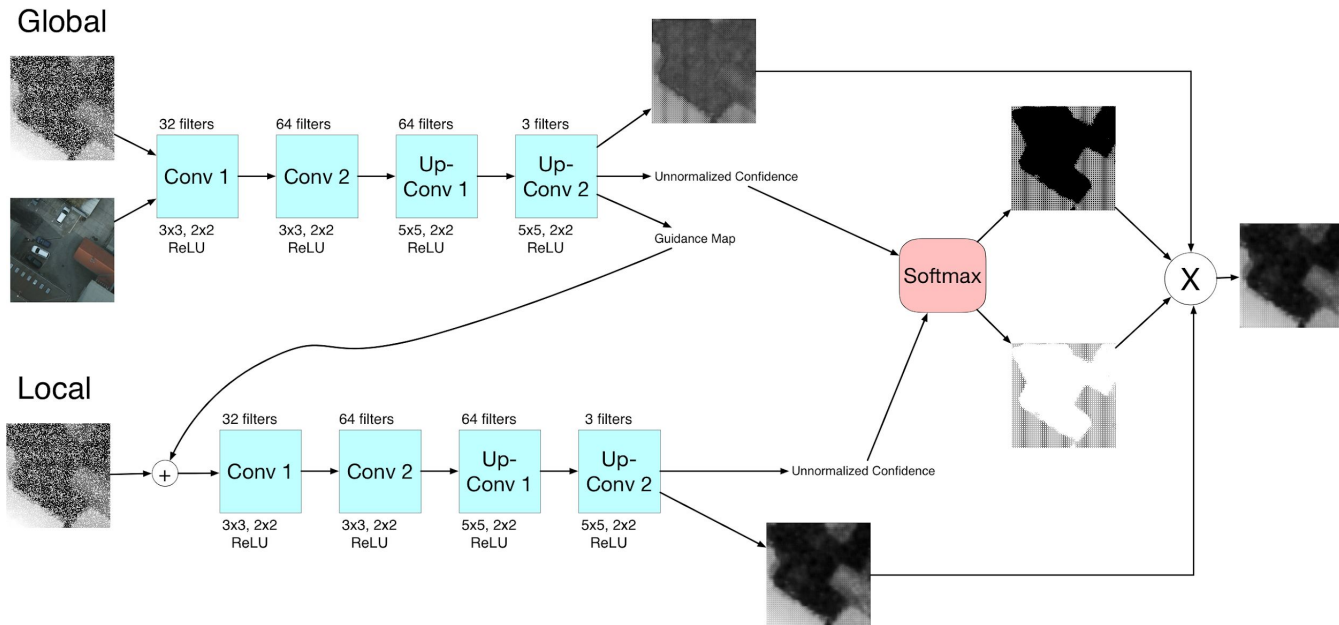 Global
32 filters
64 filters
64 filters
3 filters
Conv 1
Conv 2
Up-
Conv 1
Up-
Conv 2
3x3, 2x2
ReLU
3x3, 2x2
ReLU
5x5, 2x2
ReLU
5x5, 2x2
ReLU
Unnormalized Confidence
Guidance Map
Softmax
X
Local
+
32 filters
64 filters
64 filters
3 filters
Conv 1
Conv 2
Up-
Conv 1
Up-
Conv 2
3x3, 2x2
ReLU
3x3, 2x2
ReLU
5x5, 2x2
ReLU
5x5, 2x2
ReLU
Unnormalized Confidence